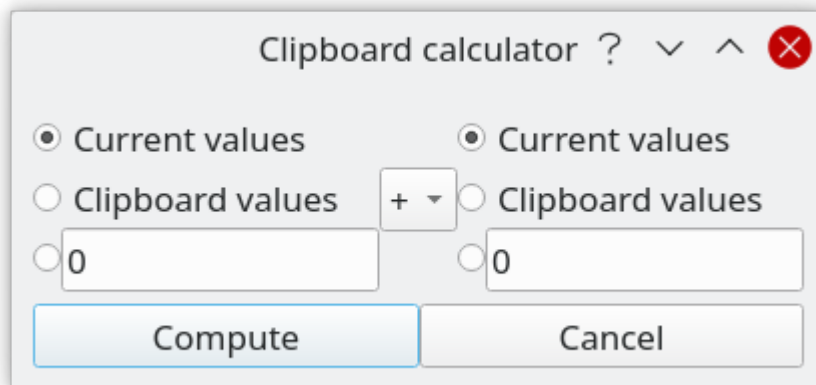 Clipboard calculator ?
Current values Current values
Clipboard values + Clipboard values
0 0
Compute Cancel